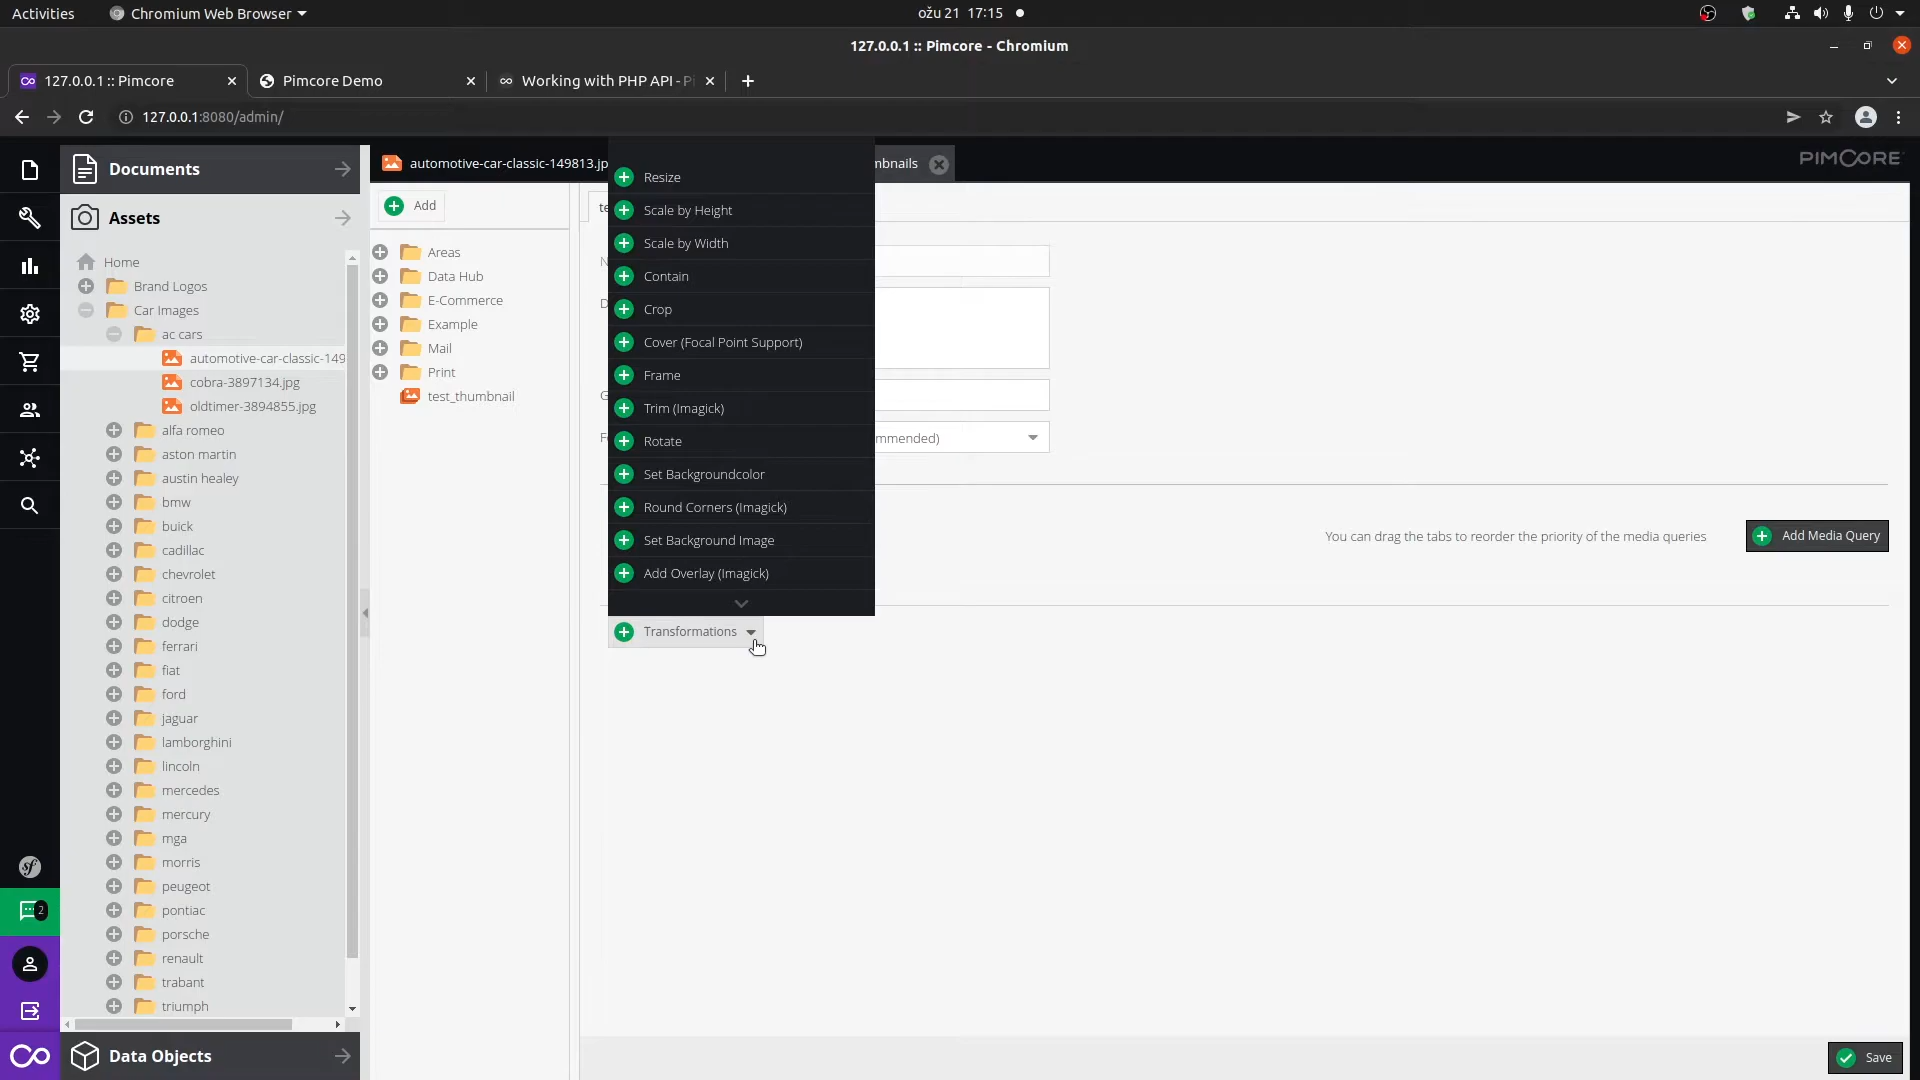 Activities
Chromium Web Browser
ožu 21 17:15
127.0.0.1 :: Pimcore - Chromium
127.0.0.1 :: Pimcore
Pimcore Demo
Working with PHP API - P
127.0.0.1:8080/admin/
Documents
Assets
Home
Brand Logos
Car Images
ac cars
automotive-car-classic-149
cobra-3897134.jpg
oldtimer-3894855.jpg
alfa romeo
aston martin
austin healey
bmw
buick
cadillac
chevrolet
citroen
dodge
ferrari
fiat
ford
jaguar
lamborghini
lincoln
mercedes
mercury
mga
morris
peugeot
pontiac
porsche
renault
trabant
triumph
Data Objects
sf
2
automotive-car-classic-149813.jp
mbnails
PIMCORE
Add
Areas
Data Hub
E-Commerce
Example
Mail
Print
test_thumbnail
te
N
D
G
F
mmended)
Resize
Scale by Height
Scale by Width
Contain
Crop
Cover (Focal Point Support)
Frame
Trim (Imagick)
Rotate
Set Backgroundcolor
Round Corners (Imagick)
Set Background Image
Add Overlay (Imagick)
Transformations
You can drag the tabs to reorder the priority of the media queries
Add Media Query
Save